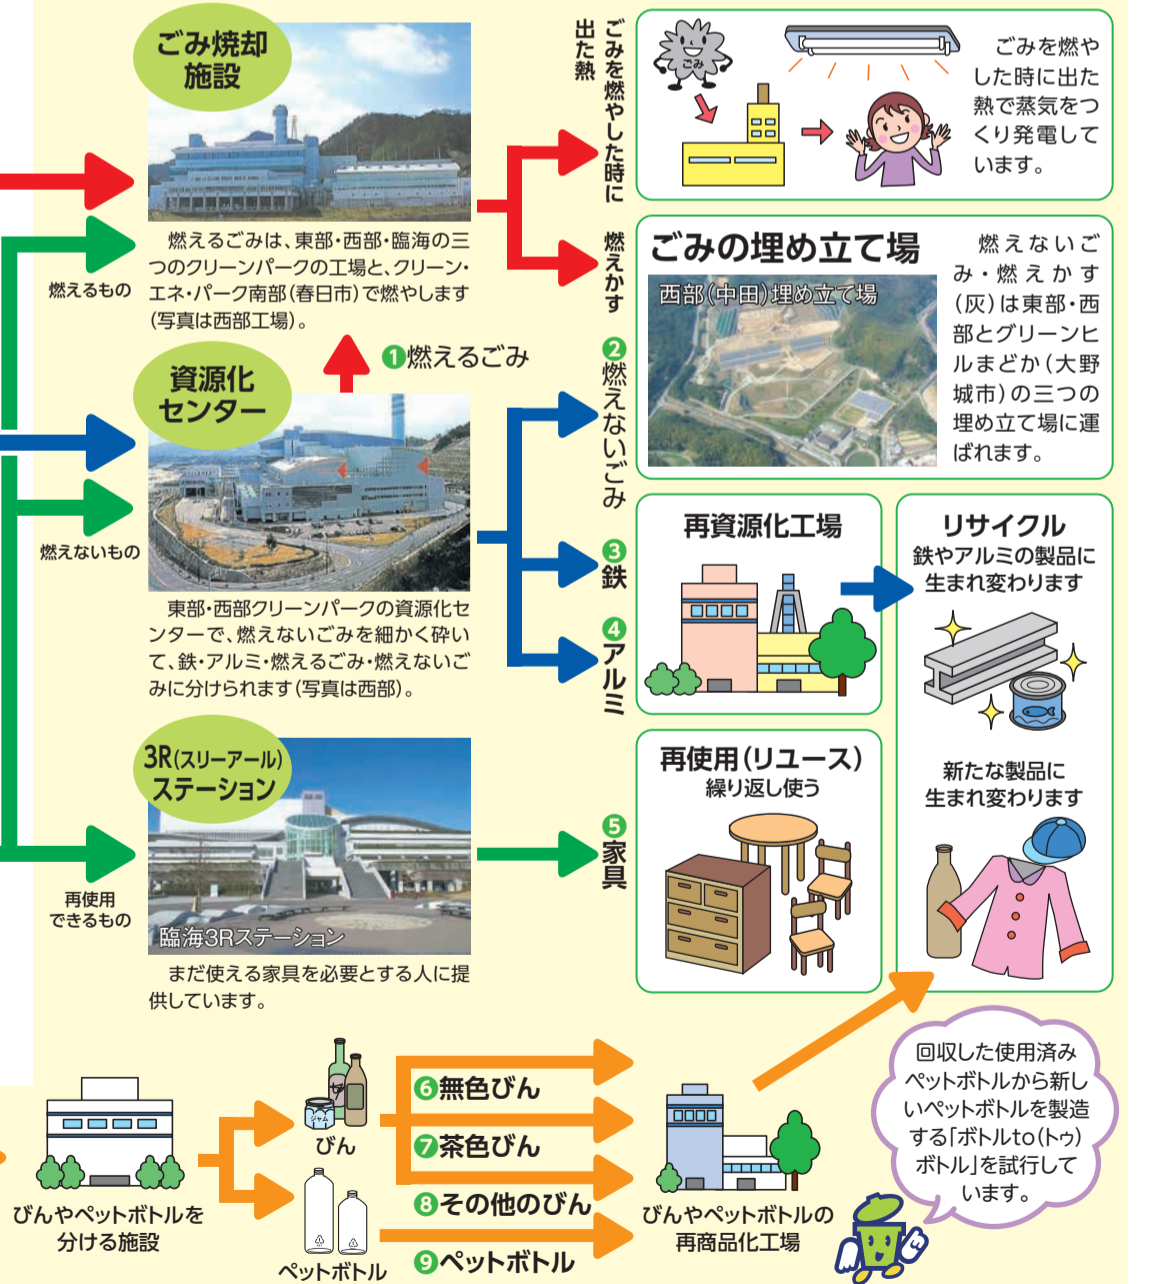 ごみ焼却
施設
燃えるごみは、東部・西部・臨海の三
つのクリーンパークの工場と、クリーン・
エネ・パーク南部(春日市)で燃やします
(写真は西部工場)。
燃えるもの
ごみを燃やした時に
出た熱
燃えかす
ごみ
ごみを燃や
した時に出た
熱で蒸気をつ
くり発電して
います。
ごみの埋め立て場
西部(中田)埋め立て場
燃えないご
み・燃えかす
(灰)は東部・西
部とグリーンヒ
ルまどか(大野
城市)の三つの
埋め立て場に運
ばれます。
❶燃えるごみ
資源化
センター
燃えないもの
東部・西部クリーンパークの資源化セ
ンターで、燃えないごみを細かく砕い
て、鉄・アルミ・燃えるごみ・燃えないご
みに分けられます(写真は西部)。
❷燃えないごみ
❸鉄
❹アルミ
再資源化工場
リサイクル
鉄やアルミの製品に
生まれ変わります
新たな製品に
生まれ変わります
3R(スリーアール)
ステーション
臨海3Rステーション
再使用
できるもの
まだ使える家具を必要とする人に提
供しています。
❺家具
再使用(リユース)
繰り返し使う
びんやペットボトルを
分ける施設
ジャム
びん
ペットボトル
❻無色びん
❼茶色びん
❽その他のびん
❾ペットボトル
びんやペットボトルの
再商品化工場
回収した使用済み
ペットボトルから新し
いペットボトルを製造
する「ボトルto(トゥ)
ボトル」を試行して
います。